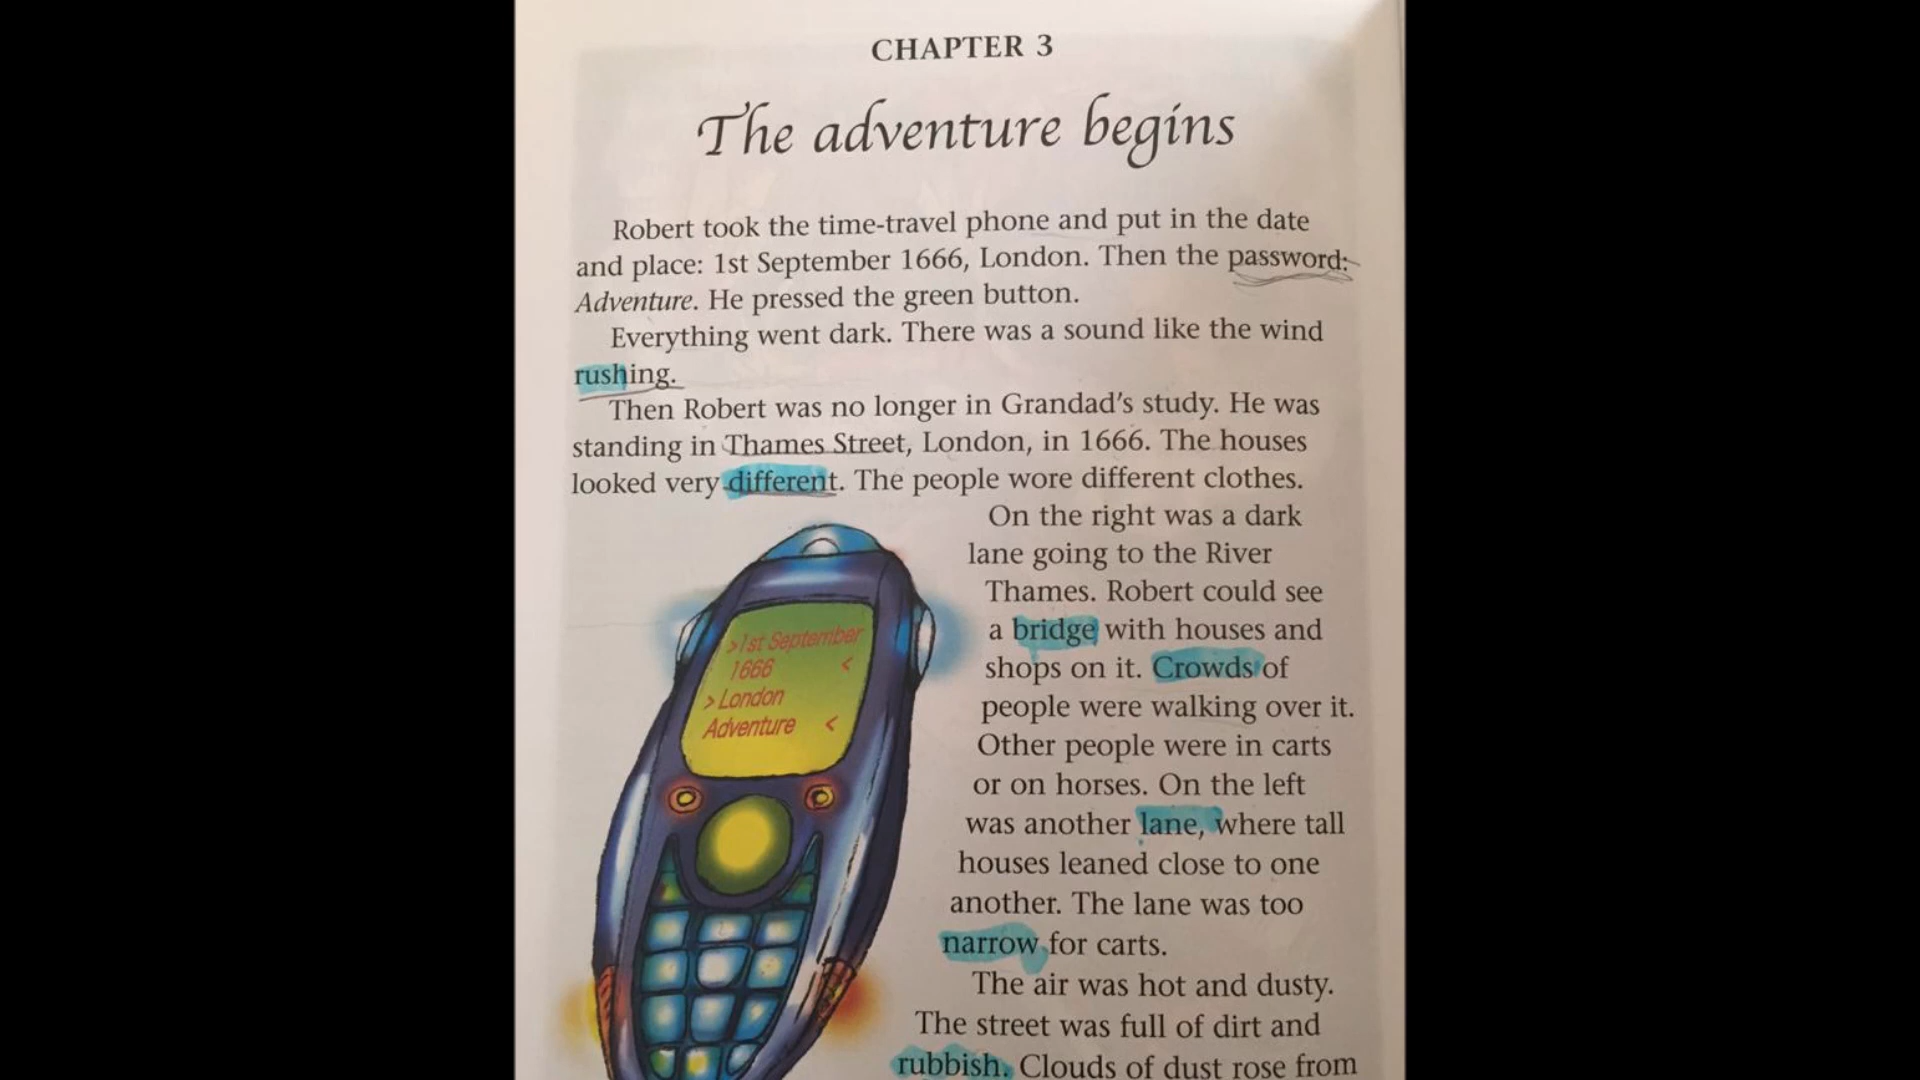 CHAPTER 3
The adventure begins
Robert took the time-travel phone and put in the date
and place: 1st September 1666, London. Then the password:
Adventure. He pressed the green button.
Everything went dark. There was a sound like the wind
rushing.
Then Robert was no longer in Grandad's study. He was
standing in Thames Street, London, in 1666. The houses
looked very different. The people wore different clothes.
On the right was a dark
lane going to the River
Thames. Robert could see
a bridge with houses and
shops on it. Crowds of
people were walking over it.
Other people were in carts
or on horses. On the left
was another lane, where tall
houses leaned close to one
another. The lane was too
narrow for carts.
The air was hot and dusty.
The street was full of dirt and
rubbish. Clouds of dust rose from
>1st September
1666 <
>London
Adventure <